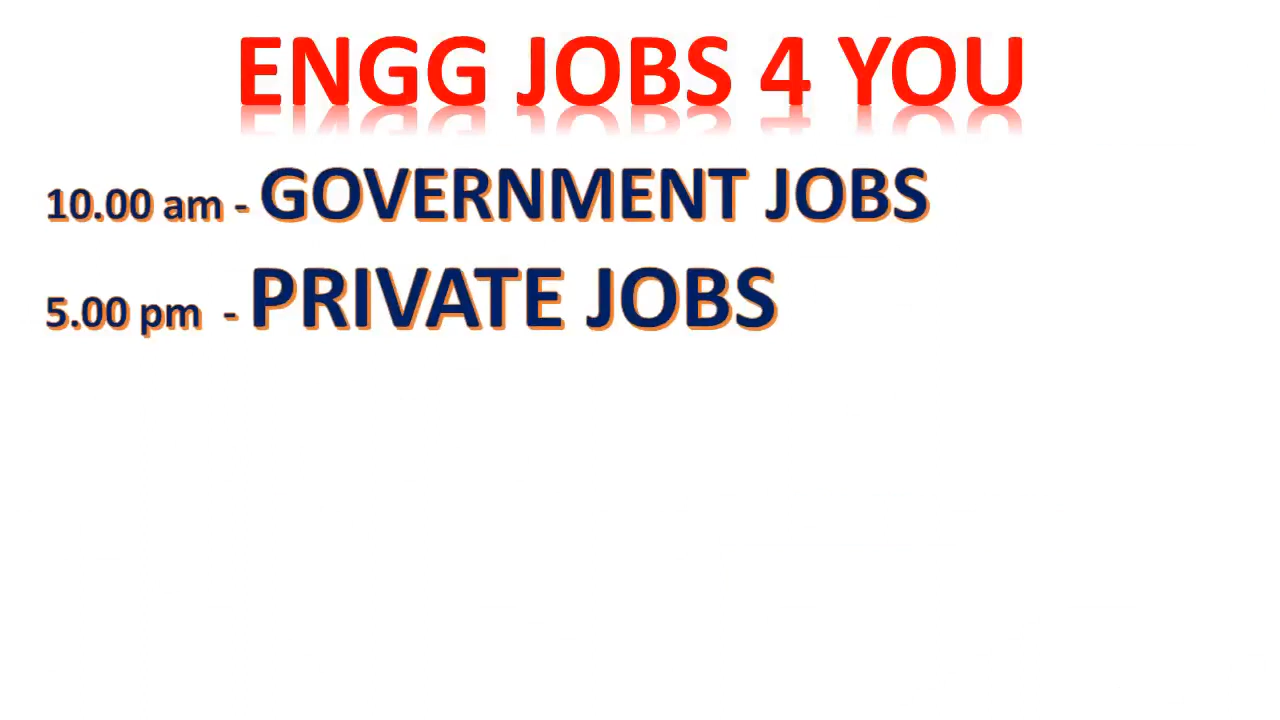 ENGG JOBS 4 YOU
10.00 am - GOVERNMENT JOBS
5.00 pm - PRIVATE JOBS